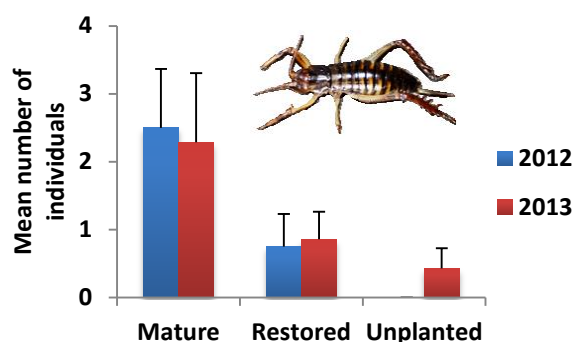 Mean number of
individuals
4
3
2
1
0
Mature
Restored
Unplanted
2012
2013